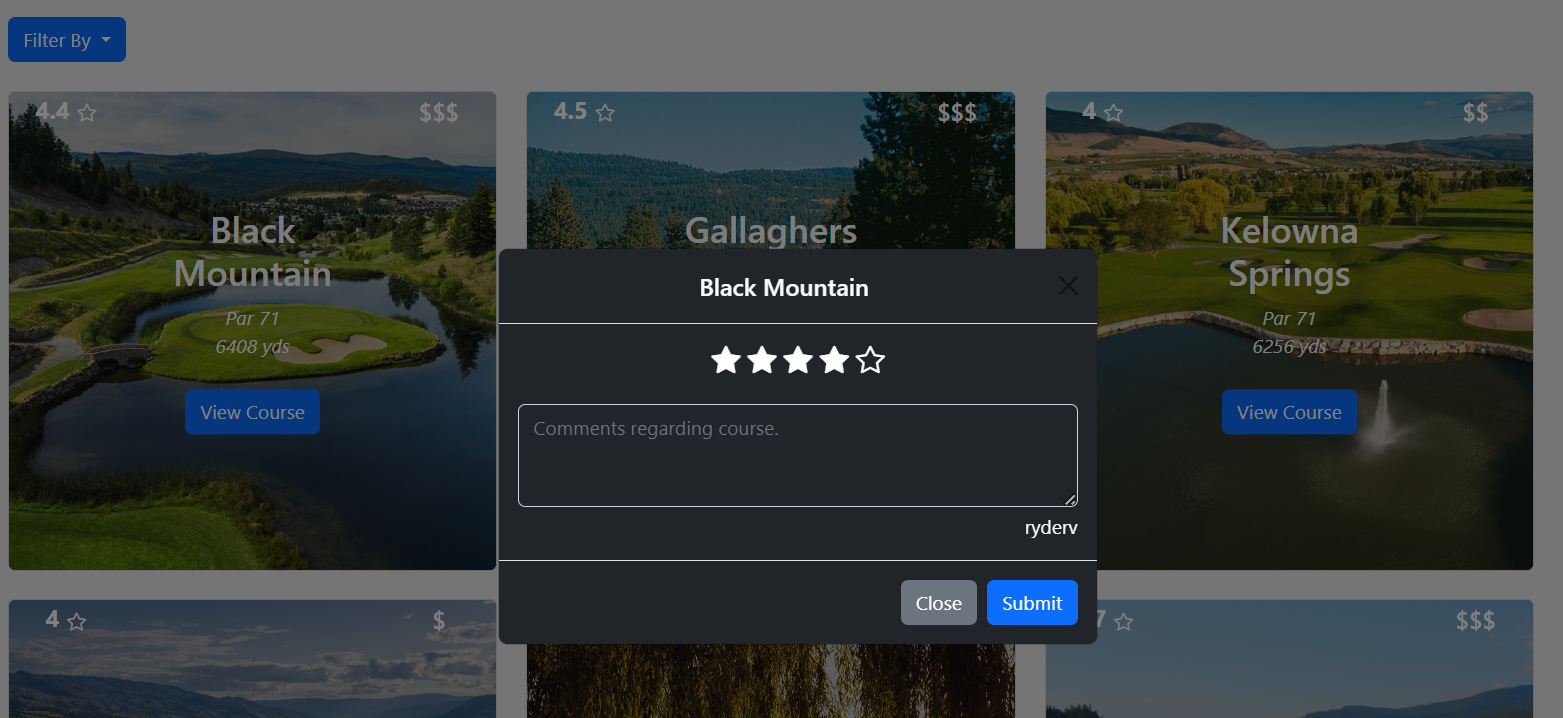 Filter By
4.4
$$$
4.5
$$$
4
$$
Black
Mountain
Par 71
6408 yds
View Course
Gallaghers
Kelowna
Springs
Par 71
6256 yds
View Course
Black Mountain
Comments regarding course.
ryderv
Close
Submit
4
$
7
$$$